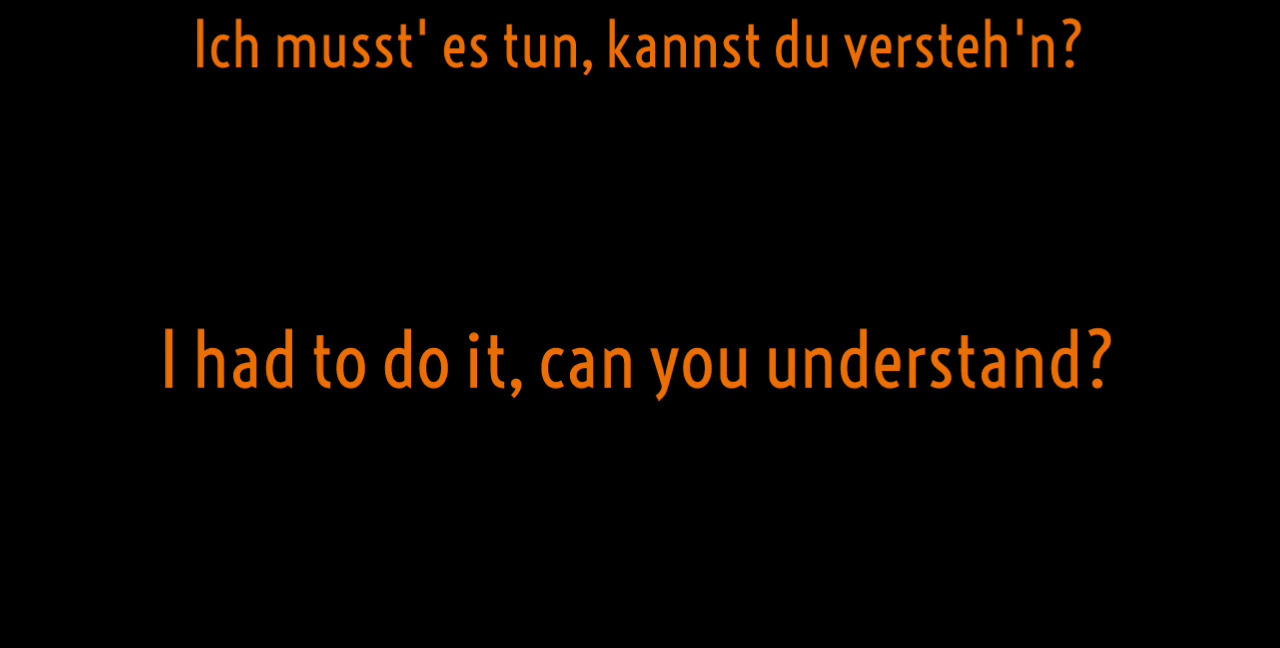 Ich musst' es tun, kannst du versteh'n?
I had to do it, can you understand?